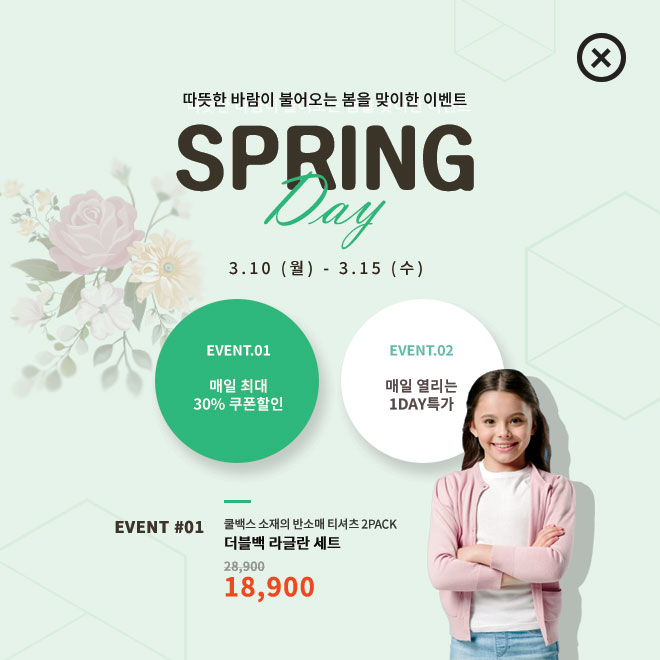 따뜻한 바람이 불어오는 봄을 맞이한 이벤트
SPRING
Day
3.10 (월) - 3.15 (수)
EVENT.01
매일 최대
30% 쿠폰할인
EVENT.02
매일 열리는
1DAY특가
EVENT #01
쿨백스 소재의 반소매 티셔츠 2PACK
더블백 라글란 세트
28,900
18,900